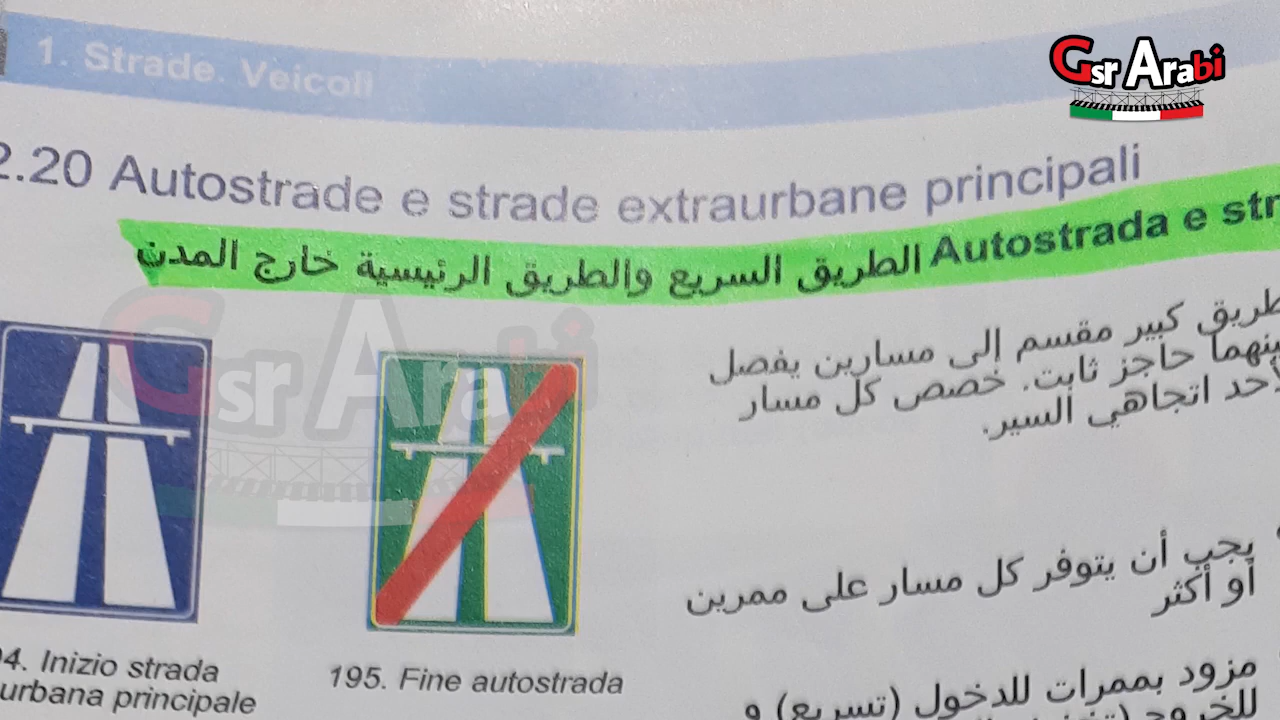 1. Strade. Veicoli
Gsr Arabi
2.20 Autostrade e strade extraurbane principali
Autostrada e str الطريق السريع والطريق الرئيسية خارج المدن
طريق كبير مقسم إلى مسارين يفصل
بينهما حاجز ثابت. خصص كل مسار
لأحد اتجاهي السير.
Gsr Arabi
يجب أن يتوفر كل مسار على ممرين
أو أكثر
مزود بممرات للدخول (تسريع) و
للخروج
94. Inizio strada
urbana principale
195. Fine autostrada